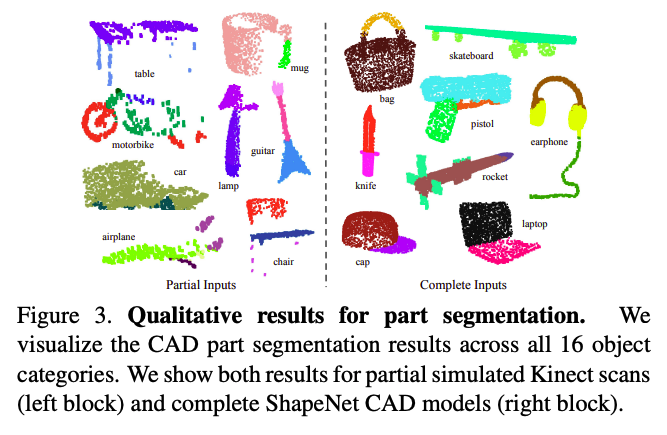 table
mug
motorbike
guitar
car
lamp
airplane
chair
Partial Inputs
bag
skateboard
pistol
earphone
knife
rocket
cap
laptop
Complete Inputs
Figure 3. Qualitative results for part segmentation. We
visualize the CAD part segmentation results across all 16 object
categories. We show both results for partial simulated Kinect scans
(left block) and complete ShapeNet CAD models (right block).